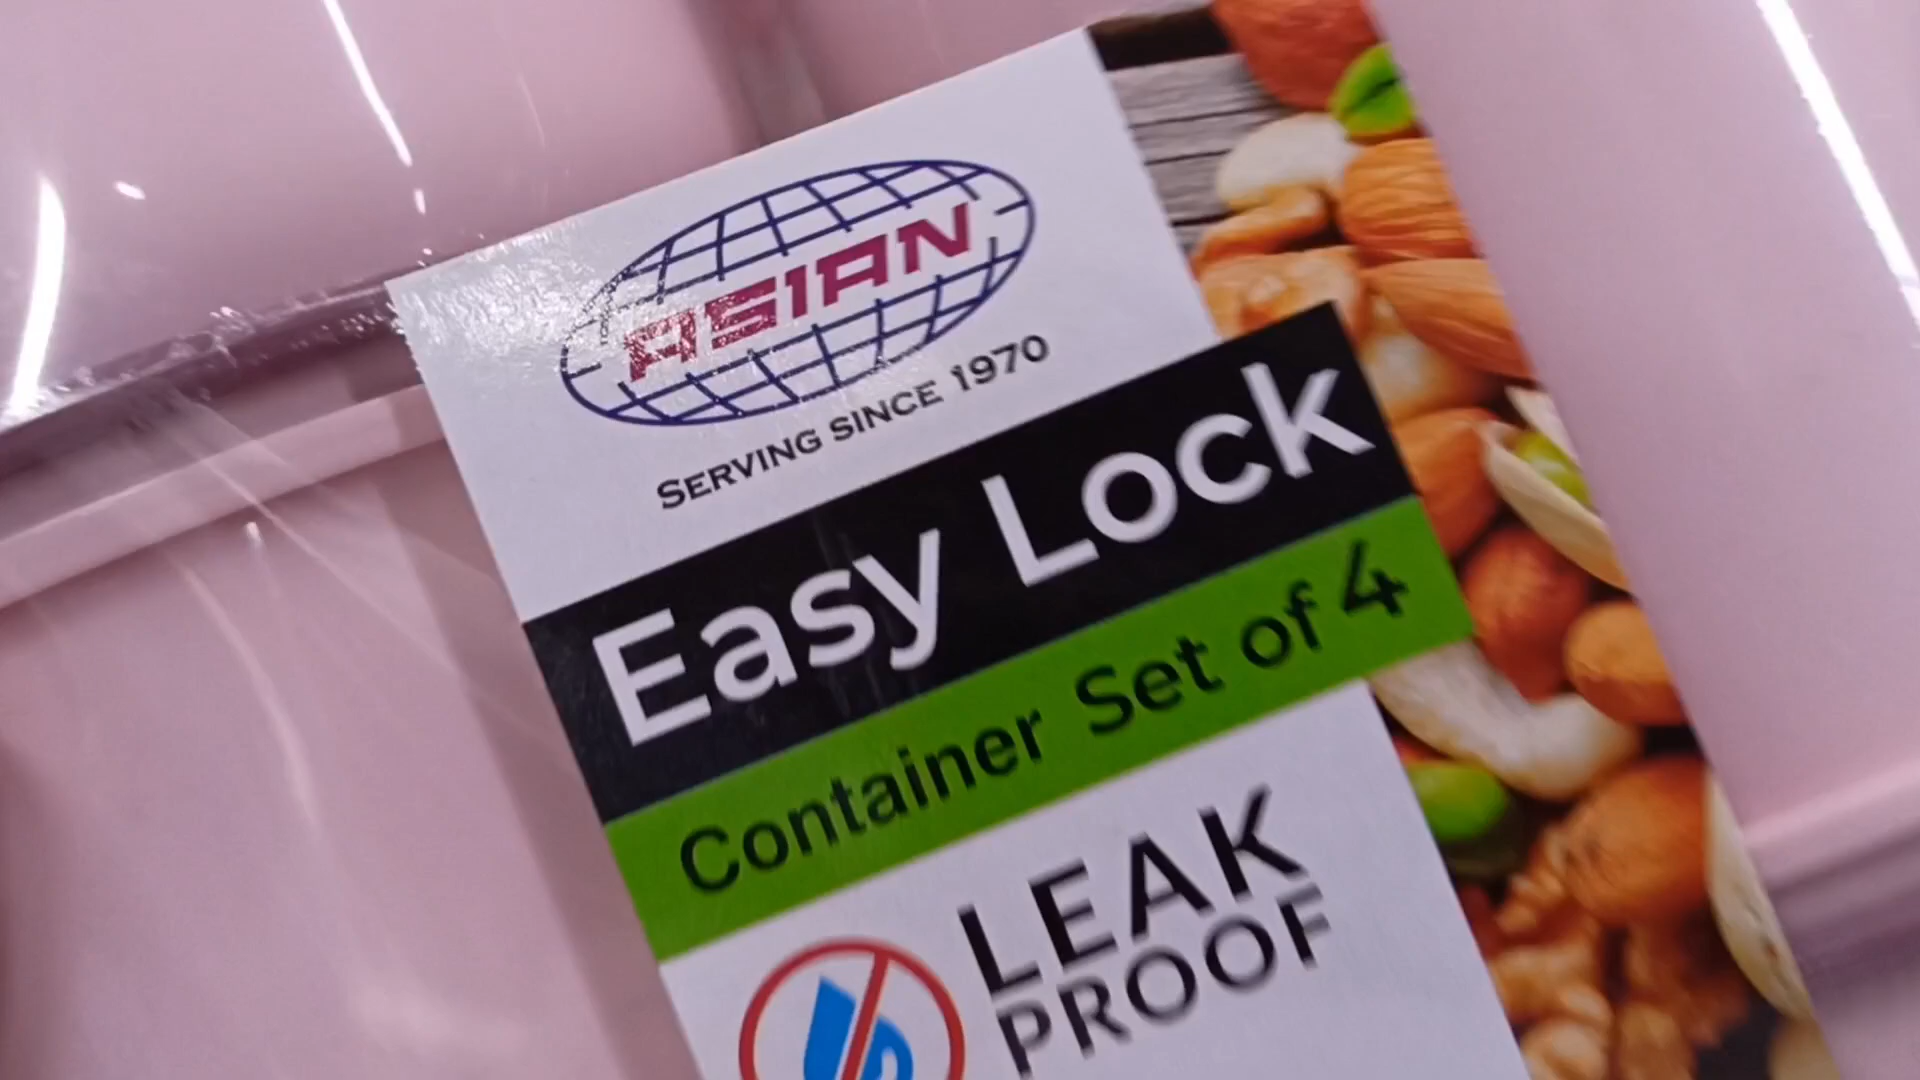 ASIAN
SERVING SINCE 1970
Easy Lock
Container Set of 4
LEAK
PROOF